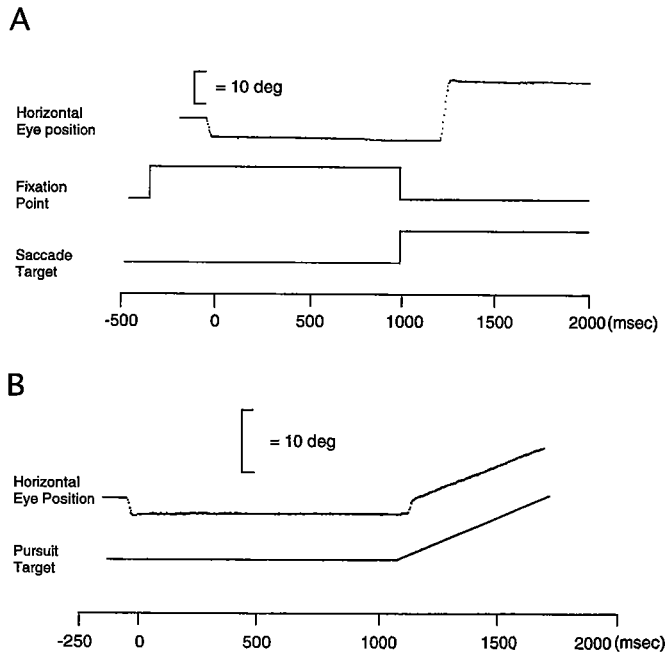 A
= 10 deg
Horizontal
Eye position
Fixation
Point
Saccade
Target
-500 0 500 1000 1500 2000 (msec)
B
= 10 deg
Horizontal
Eye Position
Pursuit
Target
-250 0 500 1000 1500 2000 (msec)